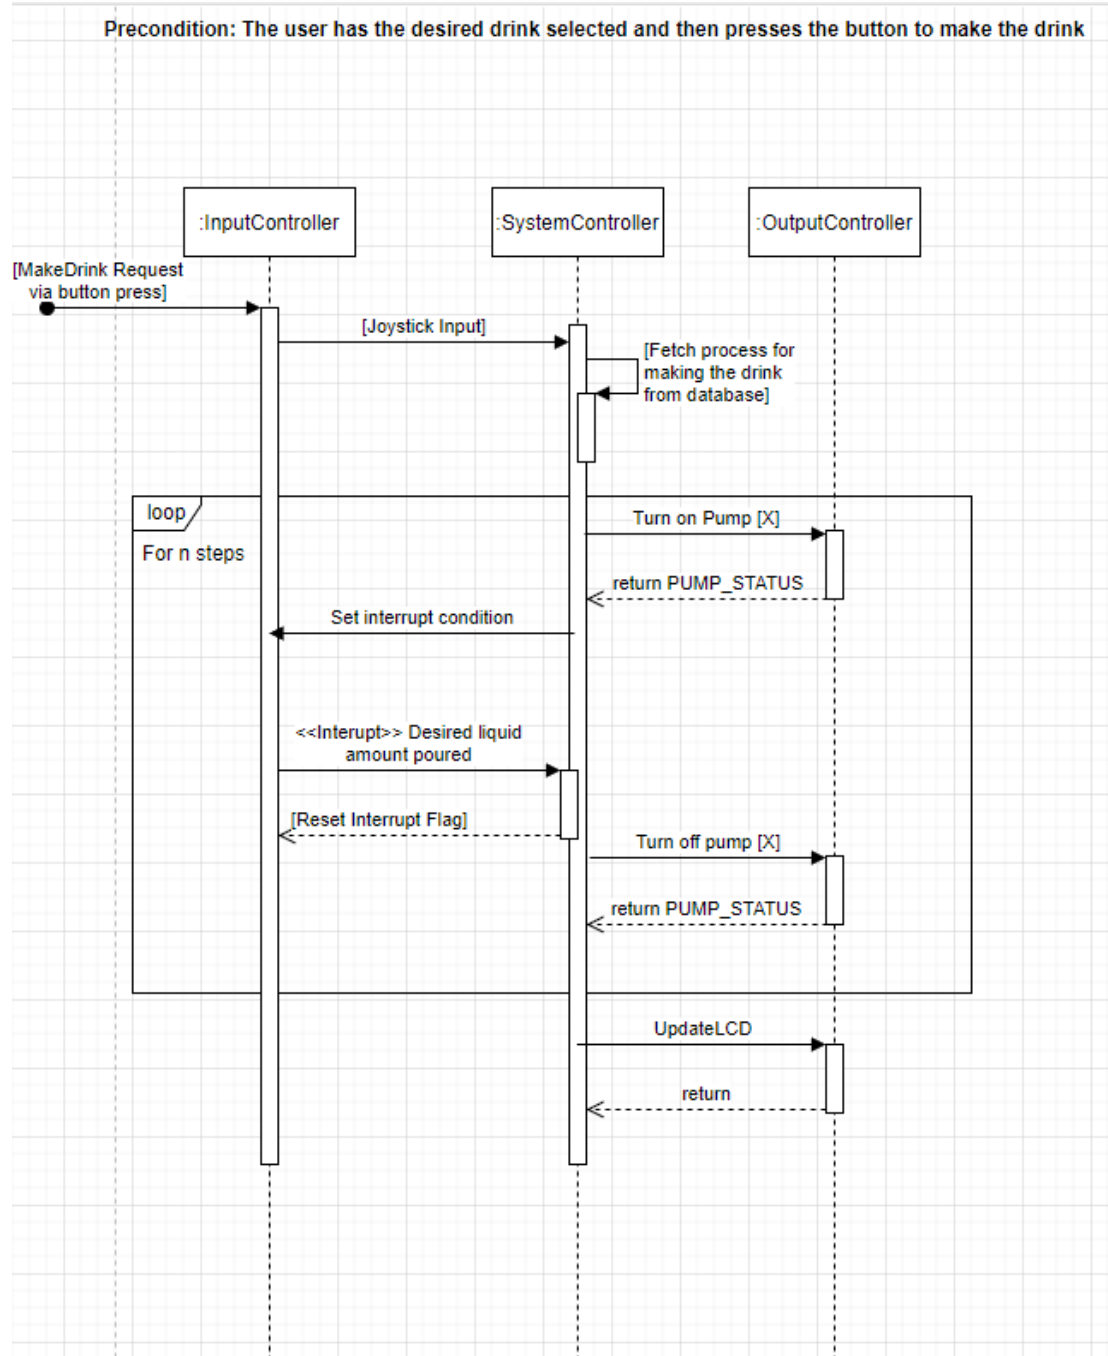 Precondition: The user has the desired drink selected and then presses the button to make the drink
:InputController
:SystemController
:OutputController
[MakeDrink Request
via button press]
[Joystick Input]
[Fetch process for
making the drink
from database]
loop
For n steps
Turn on Pump [X]
return PUMP_STATUS
Set interrupt condition
<<Interupt>> Desired liquid
amount poured
[Reset Interrupt Flag]
Turn off pump [X]
return PUMP_STATUS
UpdateLCD
return